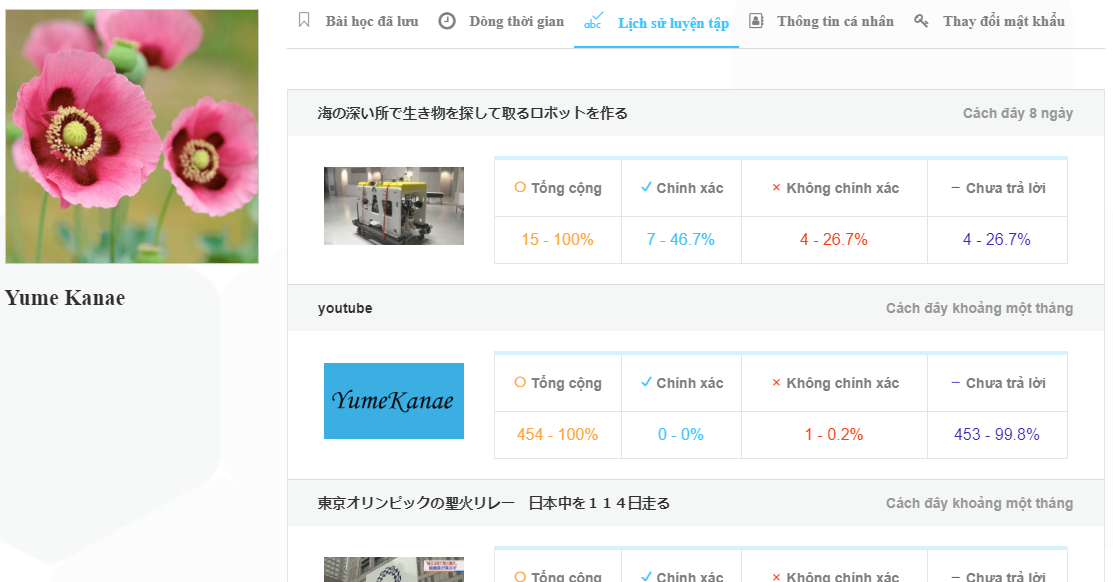 Bài học đã lưu Dòng thời gian abc Lịch sử luyện tập Thông tin cá nhân Thay đổi mật khẩu
Yume Kanae
海の深い所で生き物を探して取るロボットを作る Cách đây 8 ngày
Tổng cộng Chính xác Không chính xác Chưa trả lời
15 - 100% 7 - 46.7% 4 - 26.7% 4 - 26.7%
youtube Cách đây khoảng một tháng
YumeKanae
Tổng cộng Chính xác Không chính xác Chưa trả lời
454 - 100% 0 - 0% 1 - 0.2% 453 - 99.8%
東京オリンピックの聖火リレー　日本中を１１４日走る Cách đây khoảng một tháng
Tổng cộng Chính xác Không chính xác Chưa trả lời